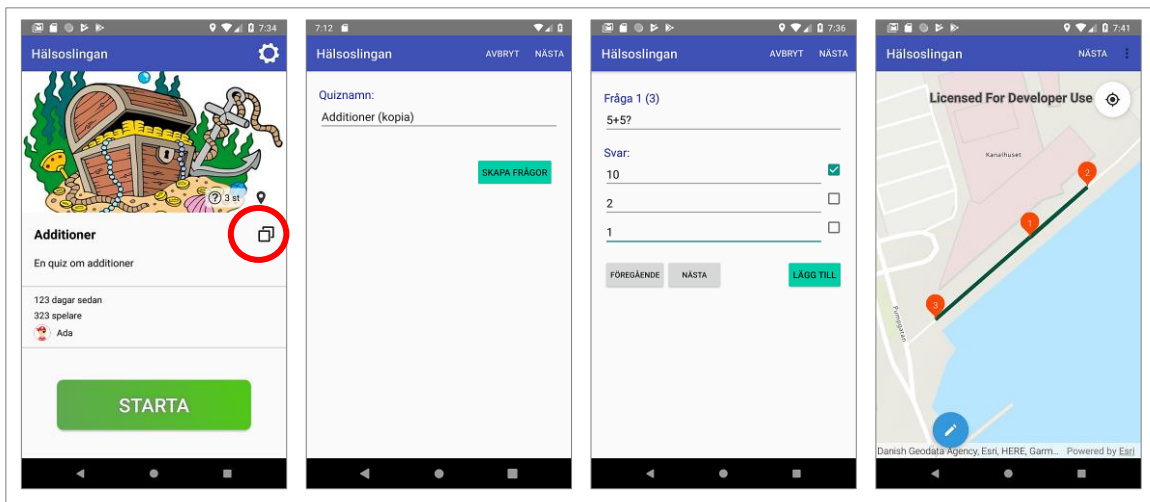 7:34
Hälsoslingan
? 3 st
Additioner
En quiz om additioner
123 dagar sedan
323 spelare
Ada
STARTA
7:12
Hälsoslingan AVBRYT NÄSTA
Quiznamn:
Additioner (kopia)
SKAPA FRÅGOR
7:36
Hälsoslingan AVBRYT NÄSTA
Fråga 1 (3)
5+5?
Svar:
10
2
1
FÖREGÅENDE NÄSTA LÄGG TILL
7:41
Hälsoslingan NÄSTA
Licensed For Developer Use
Kanalhuset
2
1
3
Pumpgatan
Danish Geodata Agency, Esri, HERE, Garm... Powered by Esri